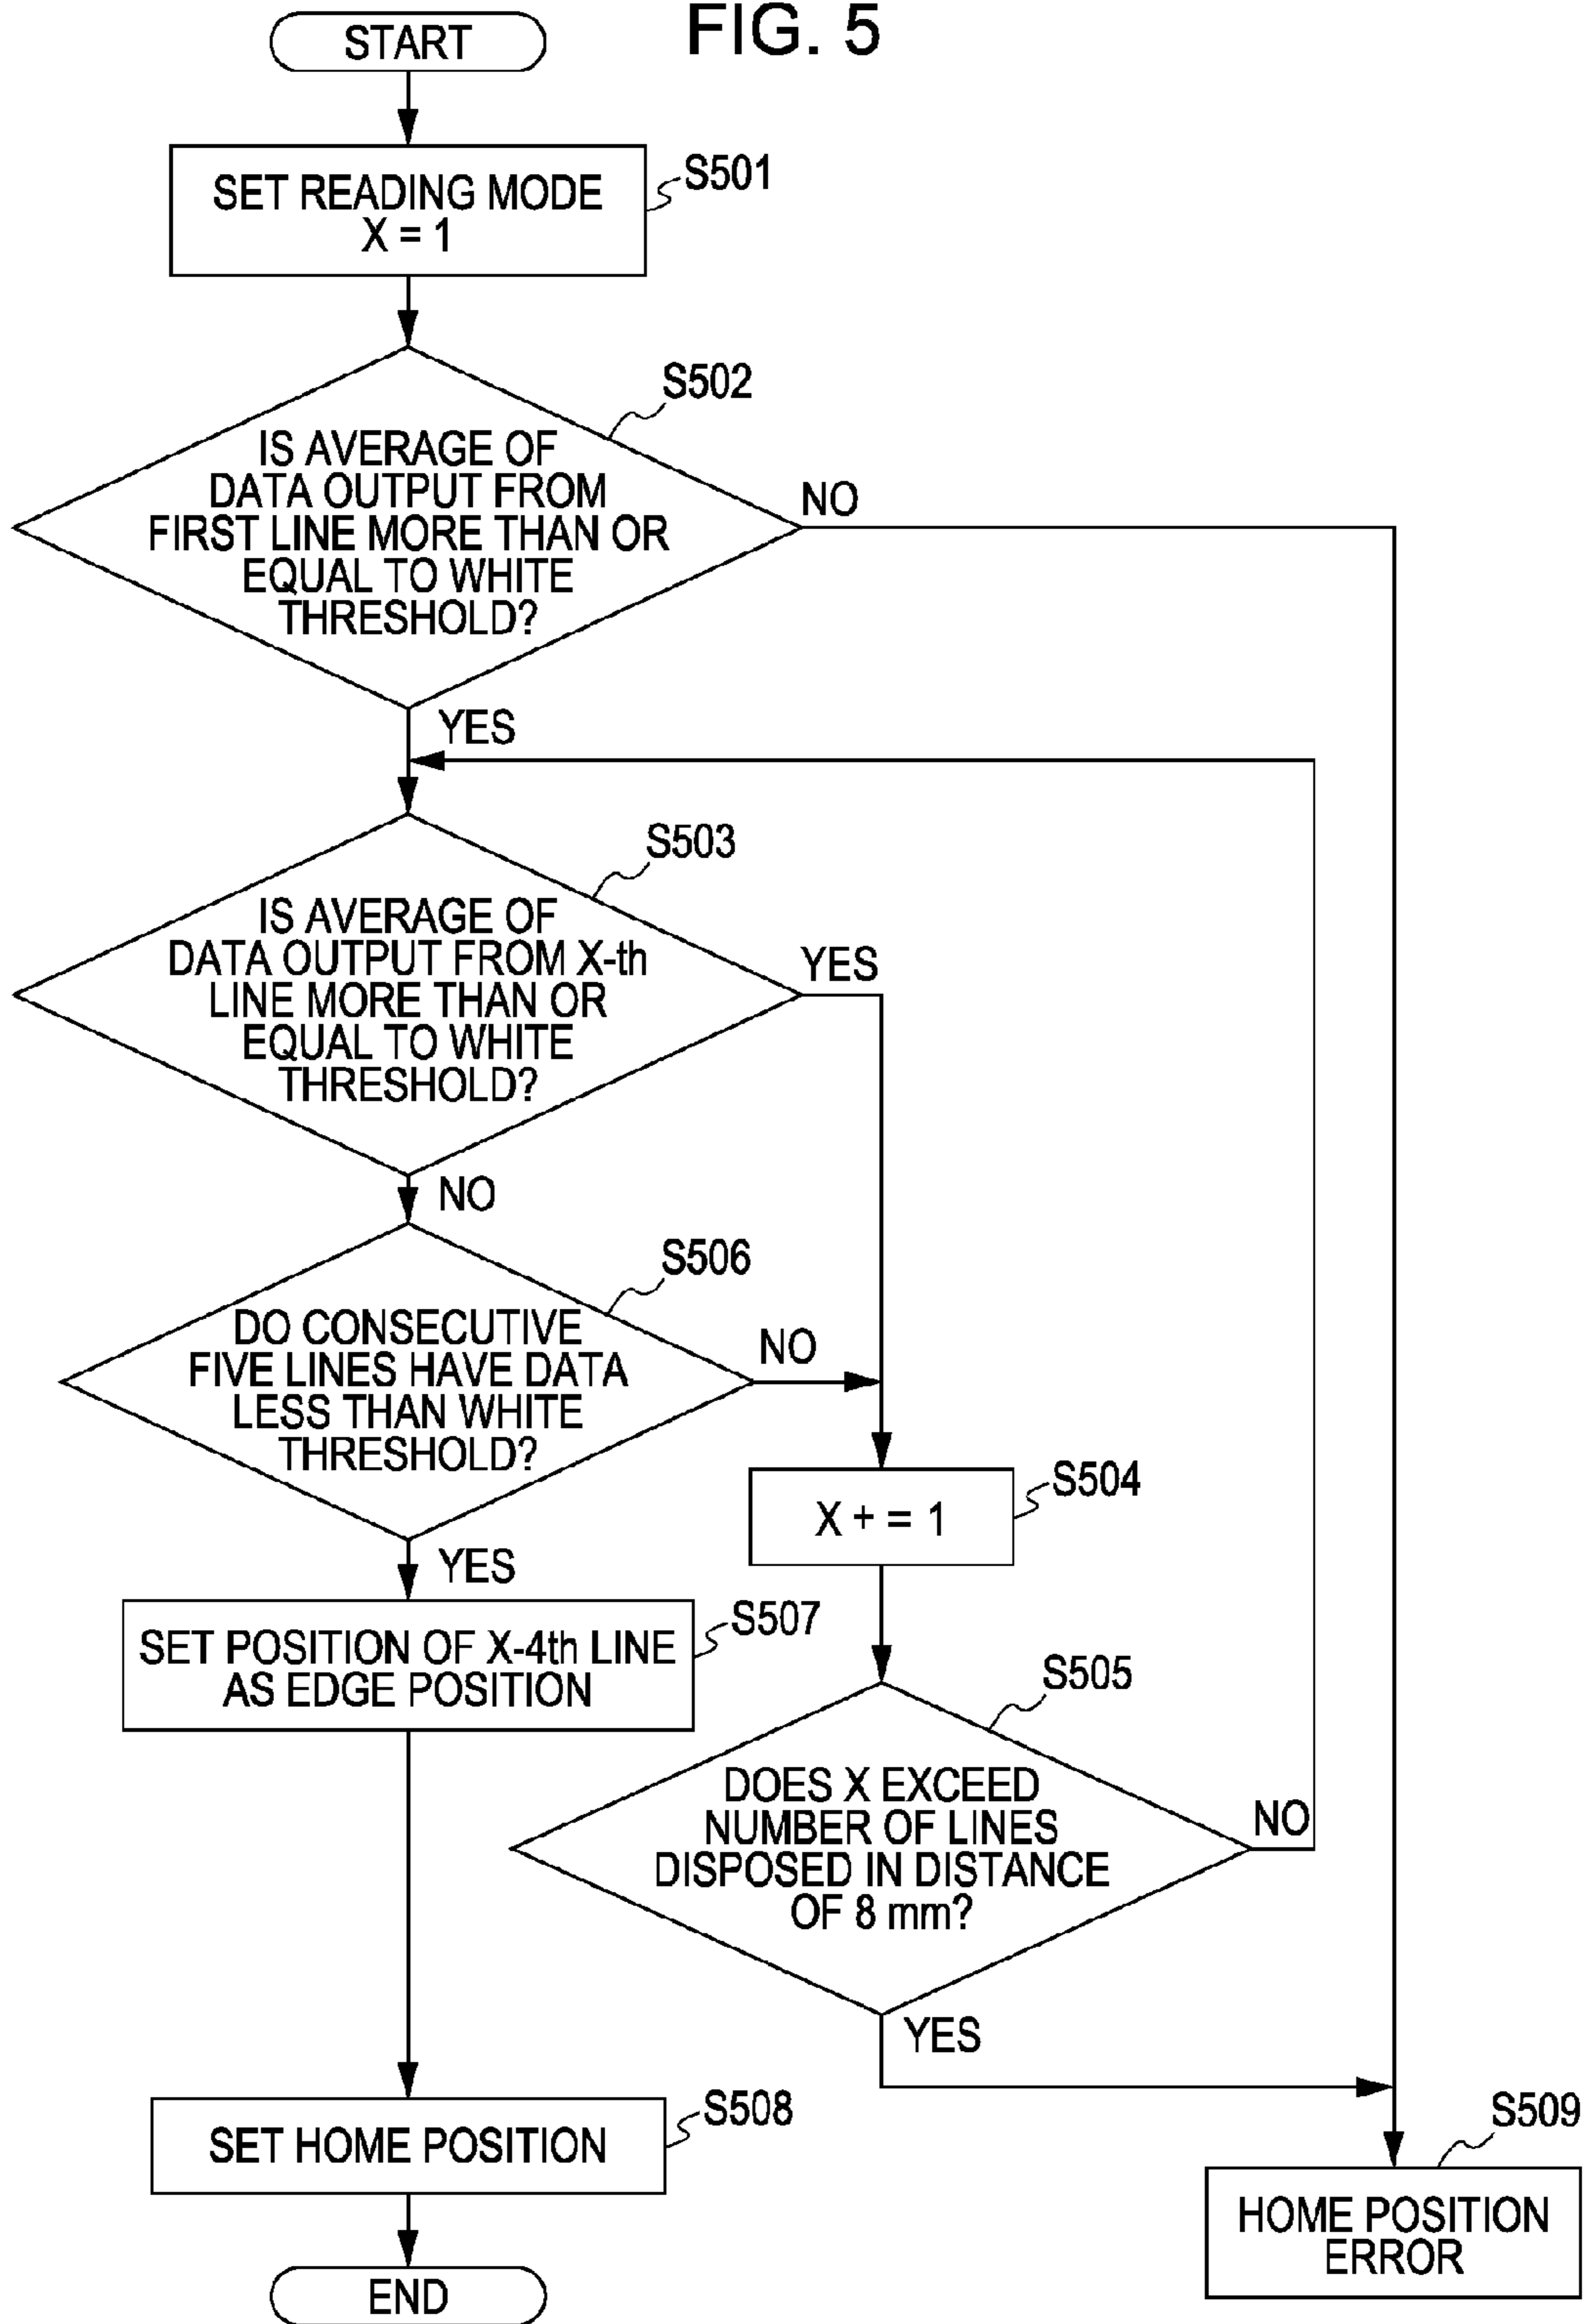 FIG. 5
START
SET READING MODE
X = 1
S501
S502
IS AVERAGE OF
DATA OUTPUT FROM
FIRST LINE MORE THAN OR
EQUAL TO WHITE
THRESHOLD?
NO
YES
S503
IS AVERAGE OF
DATA OUTPUT FROM X-th
LINE MORE THAN OR
EQUAL TO WHITE
THRESHOLD?
YES
NO
S506
DO CONSECUTIVE
FIVE LINES HAVE DATA
LESS THAN WHITE
THRESHOLD?
NO
YES
S504
X + = 1
S507
SET POSITION OF X-4th LINE
AS EDGE POSITION
S505
DOES X EXCEED
NUMBER OF LINES
DISPOSED IN DISTANCE
OF 8 mm?
NO
YES
S508
SET HOME POSITION
S509
HOME POSITION
ERROR
END